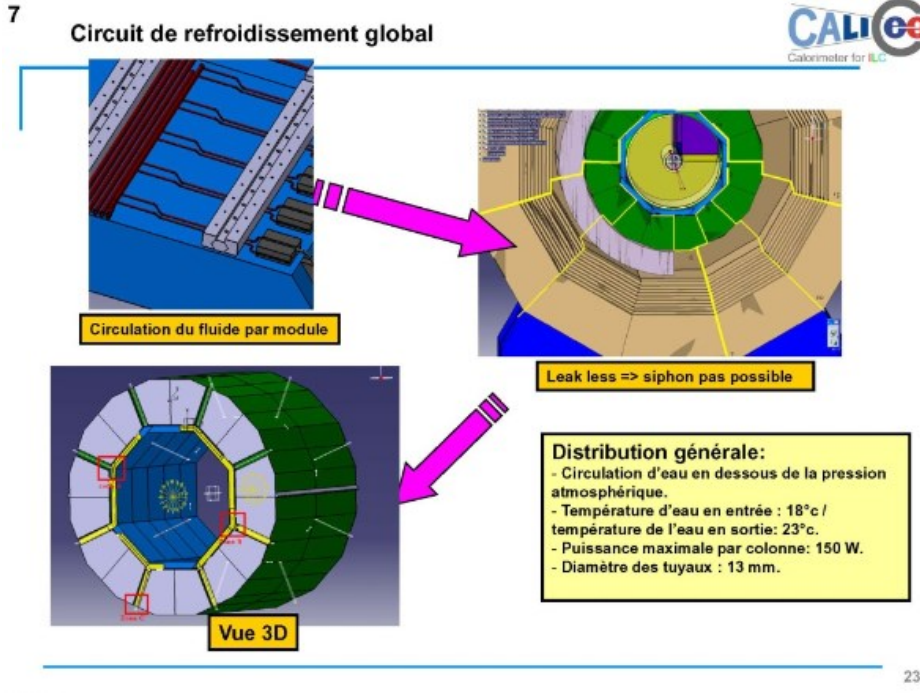 7
Circuit de refroidissement global
CALICE
Calorimeter for ILC
Circulation du fluide par module
Leak less => siphon pas possible
Distribution générale:
- Circulation d'eau en dessous de la pression
atmosphérique.
- Température d'eau en entrée : 18°c /
température de l'eau en sortie: 23°c.
- Puissance maximale par colonne: 150 W.
- Diamètre des tuyaux : 13 mm.
Vue 3D
23